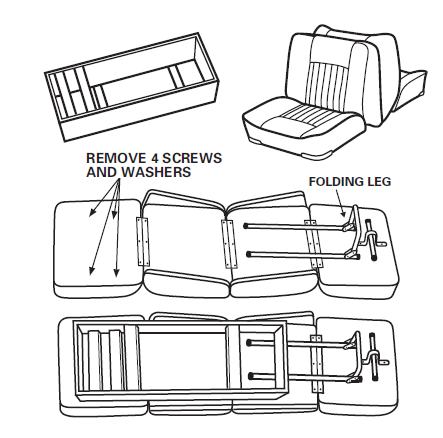 REMOVE 4 SCREWS
AND WASHERS
FOLDING LEG